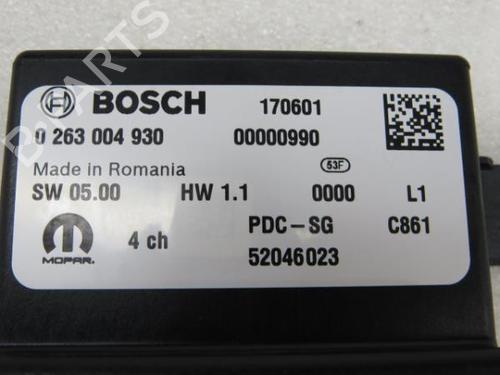 B PARTS
BOSCH 170601
0 263 004 930 00000990
Made in Romania 53F
SW 05.00 HW 1.1 0000 L1
4 ch PDC-SG C861
MOPAR. 52046023